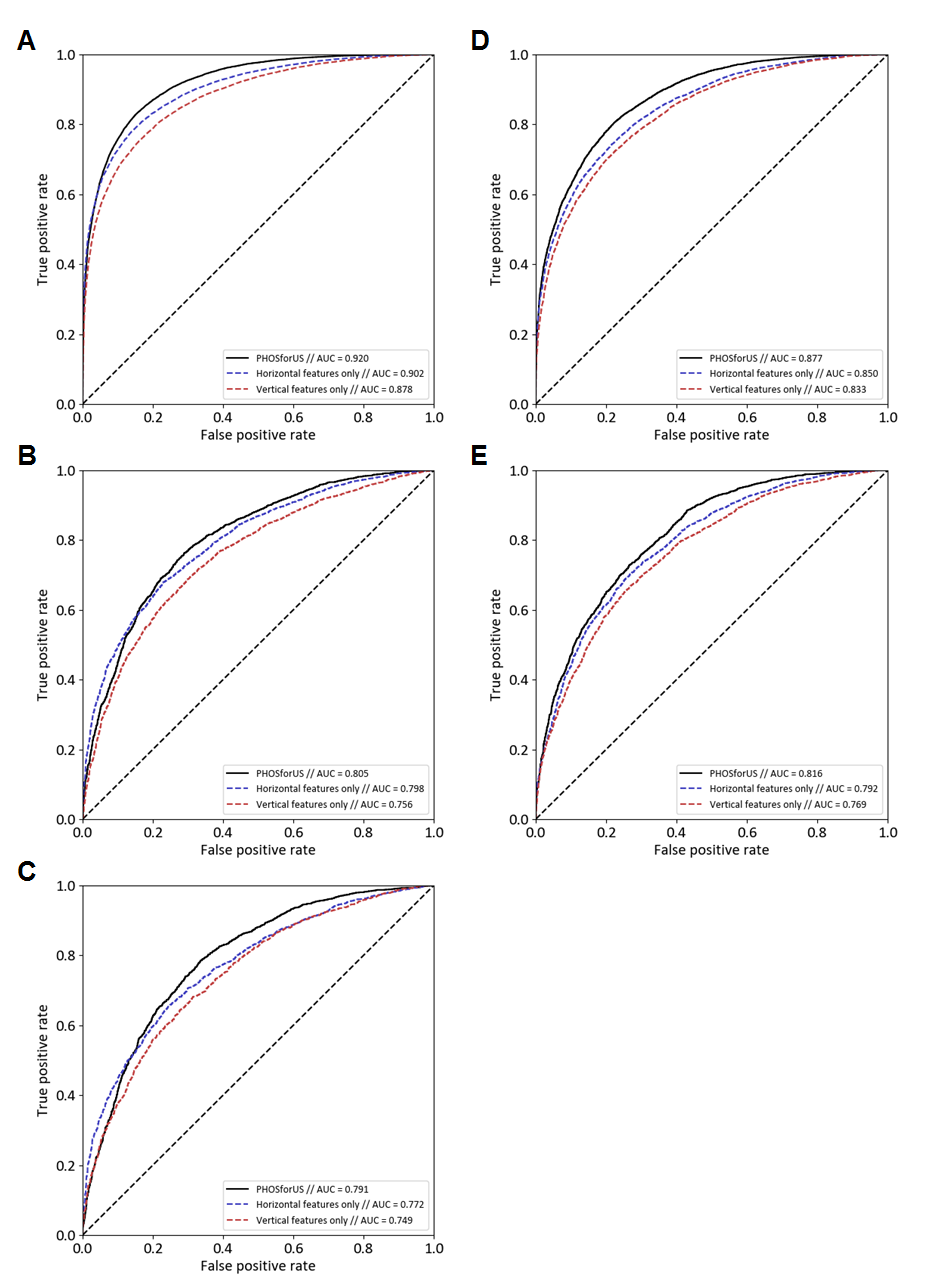 A
1.0
0.8
0.6
0.4
0.2
0.0
True positive rate
PHOSforUS // AUC = 0.920
Horizontal features only // AUC = 0.902
Vertical features only // AUC = 0.878
0.0 0.2 0.4 0.6 0.8 1.0
False positive rate
D
1.0
0.8
0.6
0.4
0.2
0.0
True positive rate
PHOSforUS // AUC = 0.877
Horizontal features only // AUC = 0.850
Vertical features only // AUC = 0.833
0.0 0.2 0.4 0.6 0.8 1.0
False positive rate
B
1.0
0.8
0.6
0.4
0.2
0.0
True positive rate
PHOSforUS // AUC = 0.805
Horizontal features only // AUC = 0.798
Vertical features only // AUC = 0.756
0.0 0.2 0.4 0.6 0.8 1.0
False positive rate
E
1.0
0.8
0.6
0.4
0.2
0.0
True positive rate
PHOSforUS // AUC = 0.816
Horizontal features only // AUC = 0.792
Vertical features only // AUC = 0.769
0.0 0.2 0.4 0.6 0.8 1.0
False positive rate
C
1.0
0.8
0.6
0.4
0.2
0.0
True positive rate
PHOSforUS // AUC = 0.791
Horizontal features only // AUC = 0.772
Vertical features only // AUC = 0.749
0.0 0.2 0.4 0.6 0.8 1.0
False positive rate